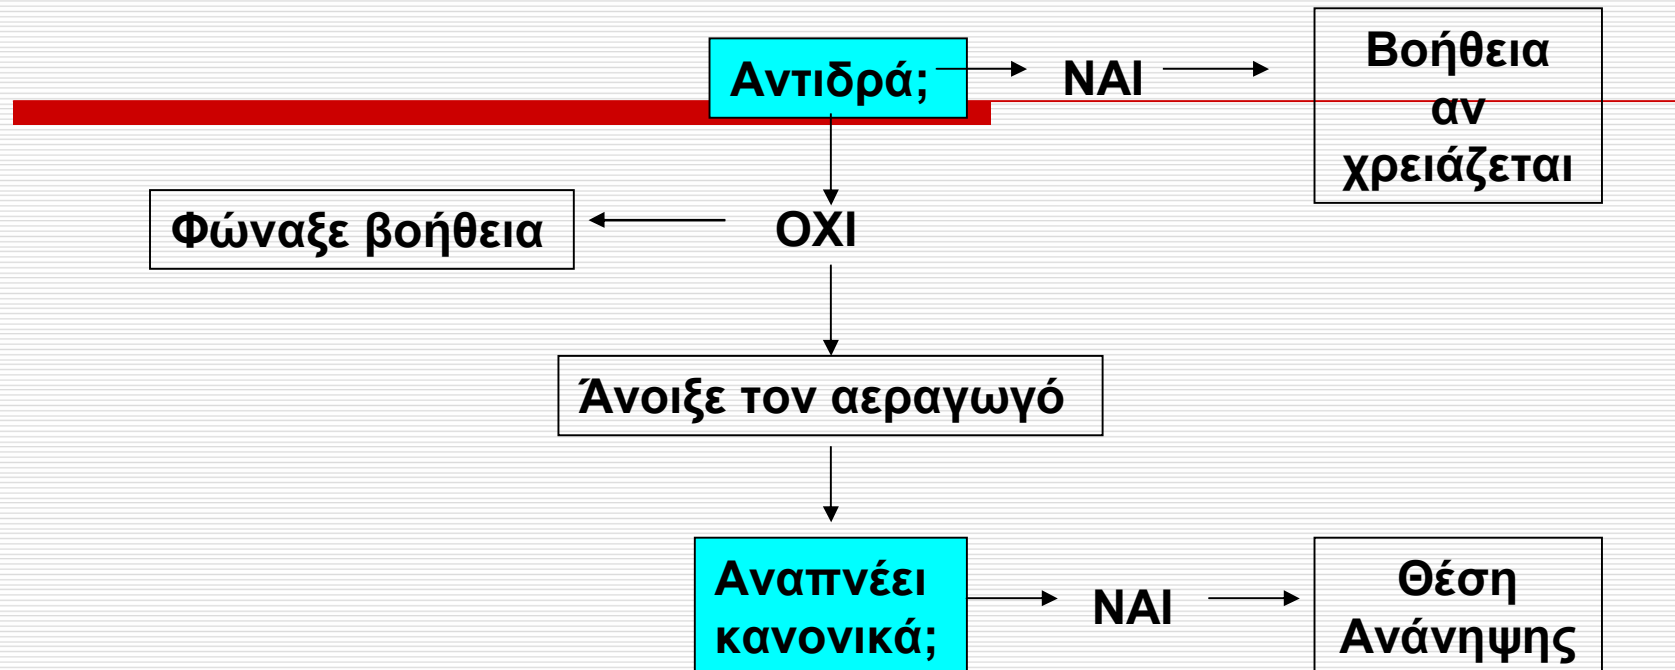 Αντιδρά;
ΝΑΙ
Βοήθεια
αν
χρειάζεται
Φώναξε βοήθεια
ΟΧΙ
Άνοιξε τον αεραγωγό
Αναπνέει
κανονικά;
ΝΑΙ
Θέση
Ανάνηψης